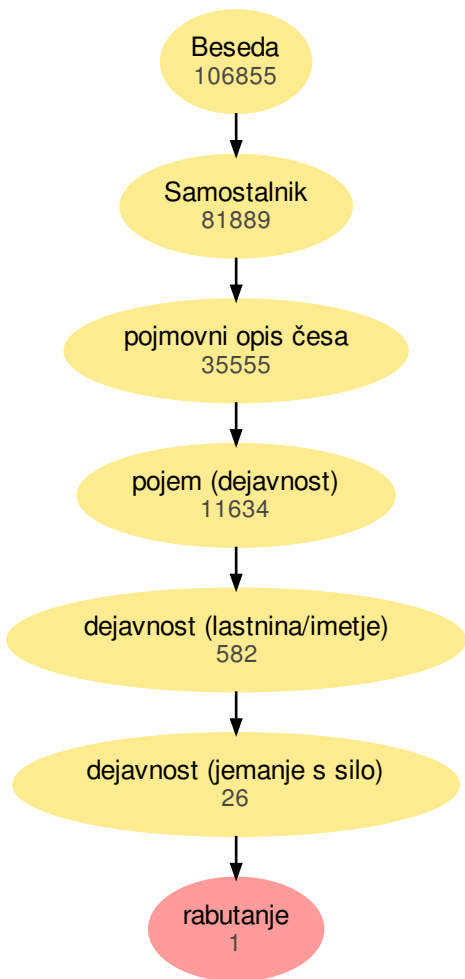 Beseda
106855
Samostalnik
81889
pojmovni opis česa
35555
pojem (dejavnost)
11634
dejavnost (lastnina/imetje)
582
dejavnost (jemanje s silo)
26
rabutanje
1